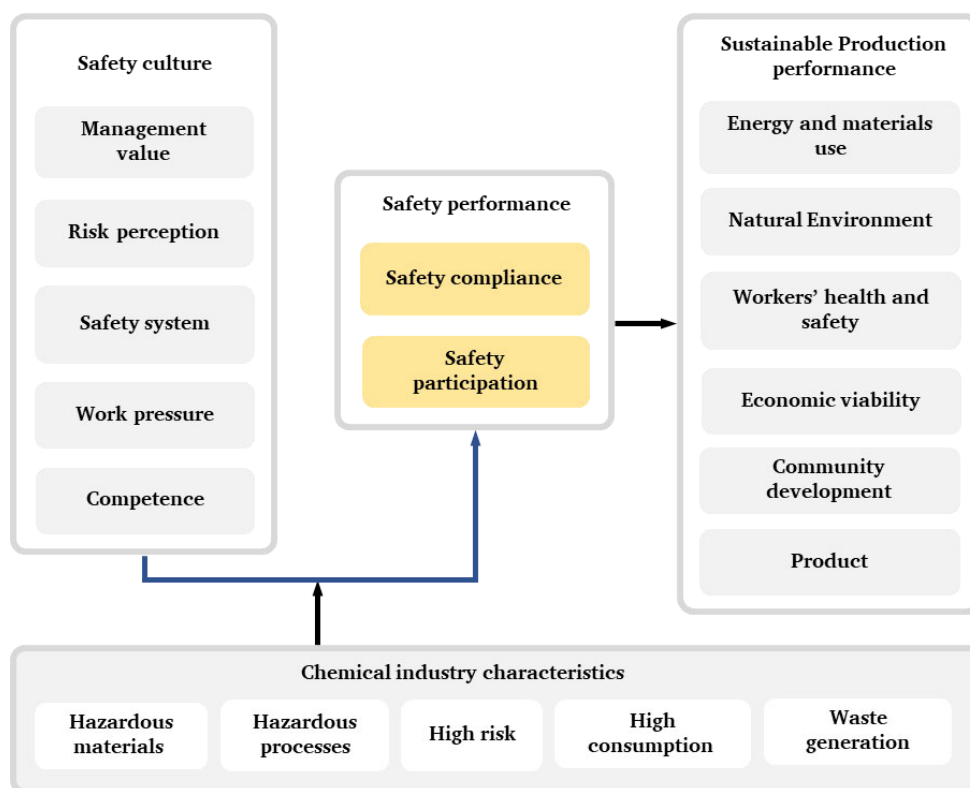 Safety culture
Management
value
Risk perception
Safety system
Work pressure
Competence
Safety performance
Safety compliance
Safety
participation
Sustainable Production
performance
Energy and materials
use
Natural Environment
Workers’ health and
safety
Economic viability
Community
development
Product
Chemical industry characteristics
Hazardous
materials
Hazardous
processes
High risk
High
consumption
Waste
generation